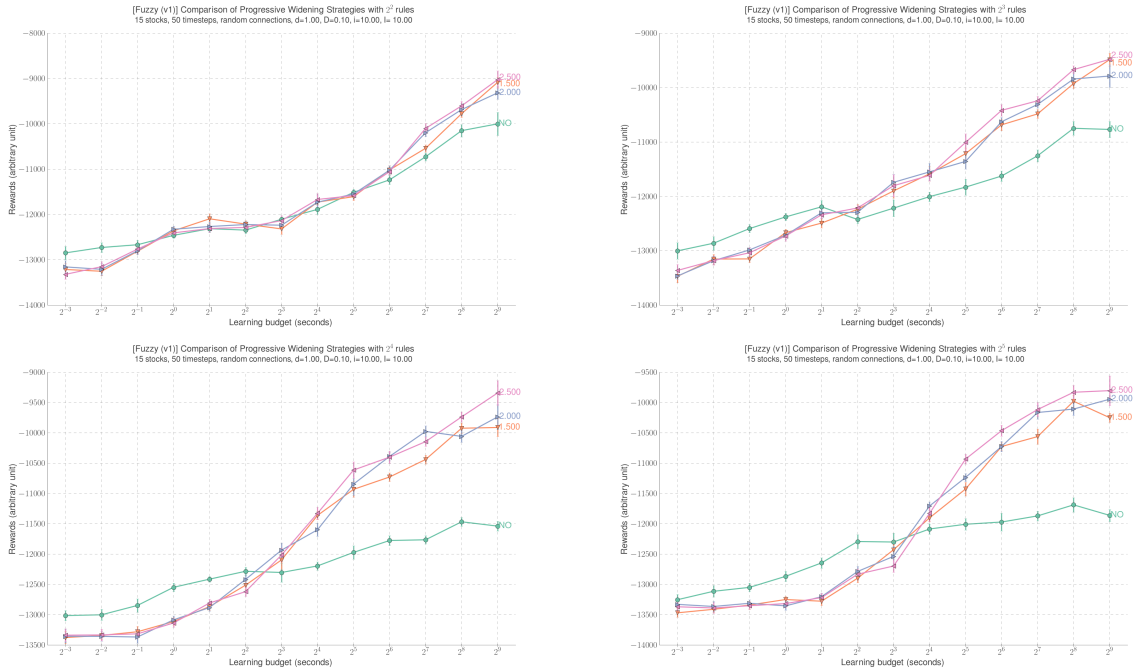 [Fuzzy (v1)] Comparison of Progressive Widening Strategies with 2^2 rules
15 stocks, 50 timesteps, random connections, d=1.00, D=0.10, i=10.00, l= 10.00
−8000
−9000
−10000
−11000
−12000
−13000
−14000
Rewards (arbitrary unit)
2.500
1.500
2.000
NO
2^−3 2^−2 2^−1 2^0 2^1 2^2 2^3 2^4 2^5 2^6 2^7 2^8 2^9
Learning budget (seconds)
[Fuzzy (v1)] Comparison of Progressive Widening Strategies with 2^3 rules
15 stocks, 50 timesteps, random connections, d=1.00, D=0.10, i=10.00, l= 10.00
−9000
−10000
−11000
−12000
−13000
−14000
Rewards (arbitrary unit)
2.500
1.500
2.000
NO
2^−3 2^−2 2^−1 2^0 2^1 2^2 2^3 2^4 2^5 2^6 2^7 2^8 2^9
Learning budget (seconds)
[Fuzzy (v1)] Comparison of Progressive Widening Strategies with 2^4 rules
15 stocks, 50 timesteps, random connections, d=1.00, D=0.10, i=10.00, l= 10.00
−9000
−9500
−10000
−10500
−11000
−11500
−12000
−12500
−13000
−13500
Rewards (arbitrary unit)
2.500
2.000
1.500
NO
2^−3 2^−2 2^−1 2^0 2^1 2^2 2^3 2^4 2^5 2^6 2^7 2^8 2^9
Learning budget (seconds)
[Fuzzy (v1)] Comparison of Progressive Widening Strategies with 2^5 rules
15 stocks, 50 timesteps, random connections, d=1.00, D=0.10, i=10.00, l= 10.00
−9500
−10000
−10500
−11000
−11500
−12000
−12500
−13000
−13500
−14000
Rewards (arbitrary unit)
2.500
2.000
1.500
NO
2^−3 2^−2 2^−1 2^0 2^1 2^2 2^3 2^4 2^5 2^6 2^7 2^8 2^9
Learning budget (seconds)